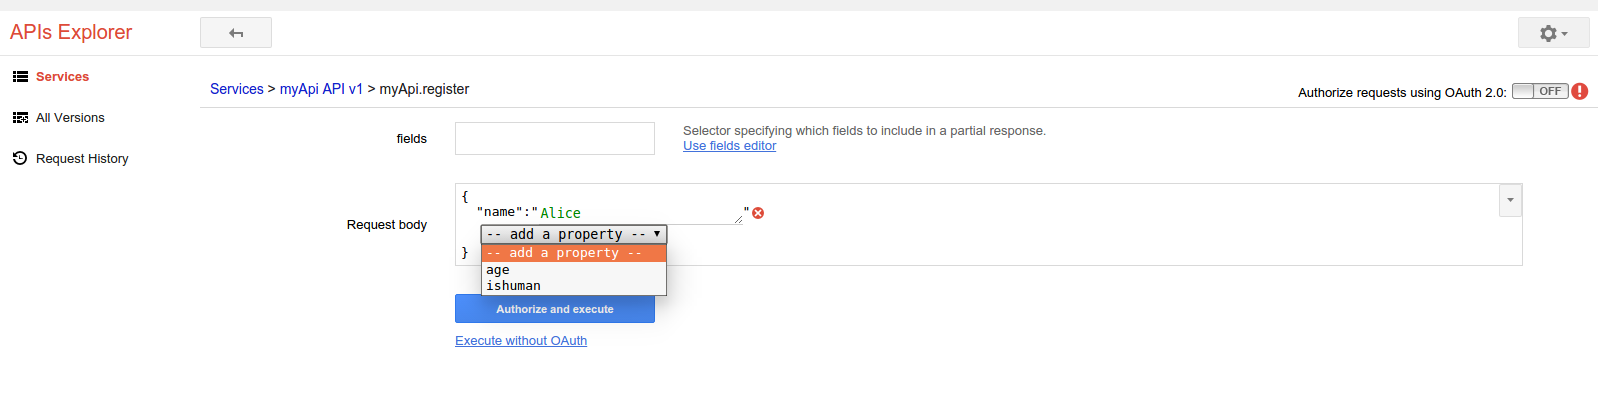 APIs Explorer
Services
All Versions
Request History
Services > myApi API v1 > myApi.register
Authorize requests using OAuth 2.0: OFF
fields
Selector specifying which fields to include in a partial response.
Use fields editor
Request body
{
"name":"Alice"
-- add a property --
-- add a property --
age
ishuman
}
Authorize and execute
Execute without OAuth